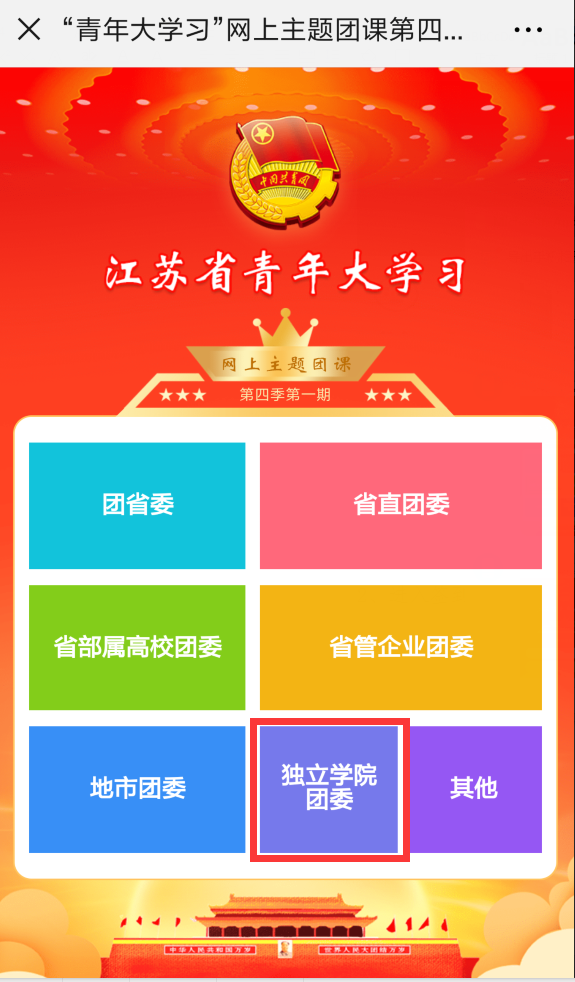 “青年大学习”网上主题团课第四...
中国共青团
江苏省青年大学习
网上主题团课
第四季第一期
团省委
省直团委
省部属高校团委
省管企业团委
地市团委
独立学院
团委
其他
中华人民共和国万岁
世界人民大团结万岁